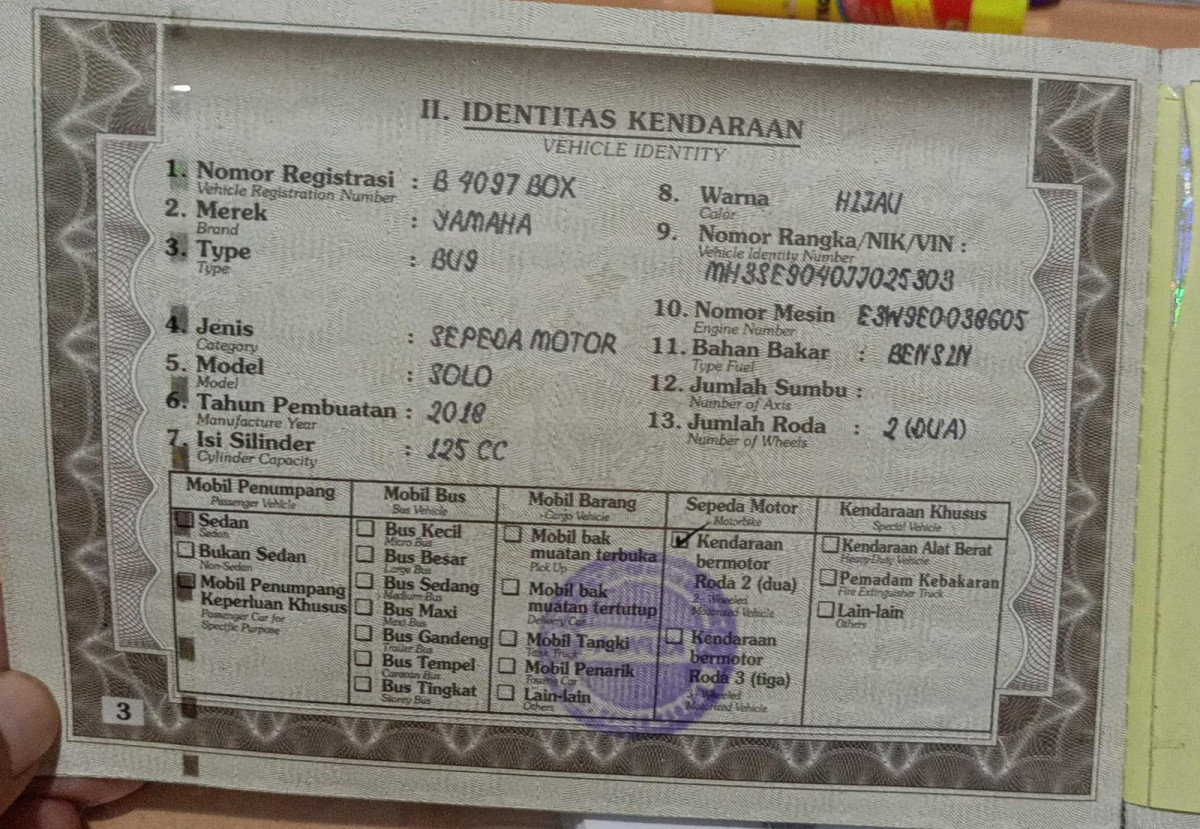 II. IDENTITAS KENDARAAN
VEHICLE IDENTITY
1. Nomor Registrasi : B 4097 BOX
Vehicle Registration Number
2. Merek : YAMAHA
Brand
3. Type : BU9
Type
4. Jenis : SEPEDA MOTOR
Category
5. Model : SOLO
Model
6. Tahun Pembuatan : 2018
Manufacture Year
7. Isi Silinder : 125 CC
Cylinder Capacity
8. Warna HIJAU
Color
9. Nomor Rangka/NIK/VIN :
Vehicle Identity Number
MH3SE9040JJ025303
10. Nomor Mesin E3W9E0038605
Engine Number
11. Bahan Bakar : BENSIN
Type Fuel
12. Jumlah Sumbu :
Number of Axis
13. Jumlah Roda : 2 (DUA)
Number of Wheels
Mobil Penumpang
Passenger Vehicle
Sedan
Sedan
Bukan Sedan
Non-Sedan
Mobil Penumpang
Keperluan Khusus
Passenger Car for
Specific Purpose
Mobil Bus
Bus Vehicle
Bus Kecil
Micro Bus
Bus Besar
Large Bus
Bus Sedang
Medium Bus
Bus Maxi
Maxi Bus
Bus Gandeng
Trailer Bus
Bus Tempel
Caravan Bus
Bus Tingkat
Storey Bus
Mobil Barang
Cargo Vehicle
Mobil bak
muatan terbuka
Pick Up
Mobil bak
muatan tertutup
Delivery Car
Mobil Tangki
Tank Truck
Mobil Penarik
Towing Car
Lain-lain
Others
Sepeda Motor
Motorbike
Kendaraan
bermotor
Roda 2 (dua)
2 - Wheeled
Motorized Vehicle
Kendaraan
bermotor
Roda 3 (tiga)
3 - Wheeled
Motorized Vehicle
Kendaraan Khusus
Special Vehicle
Kendaraan Alat Berat
Heavy-Duty Vehicle
Pemadam Kebakaran
Fire Extinguisher Truck
Lain-lain
Others
3